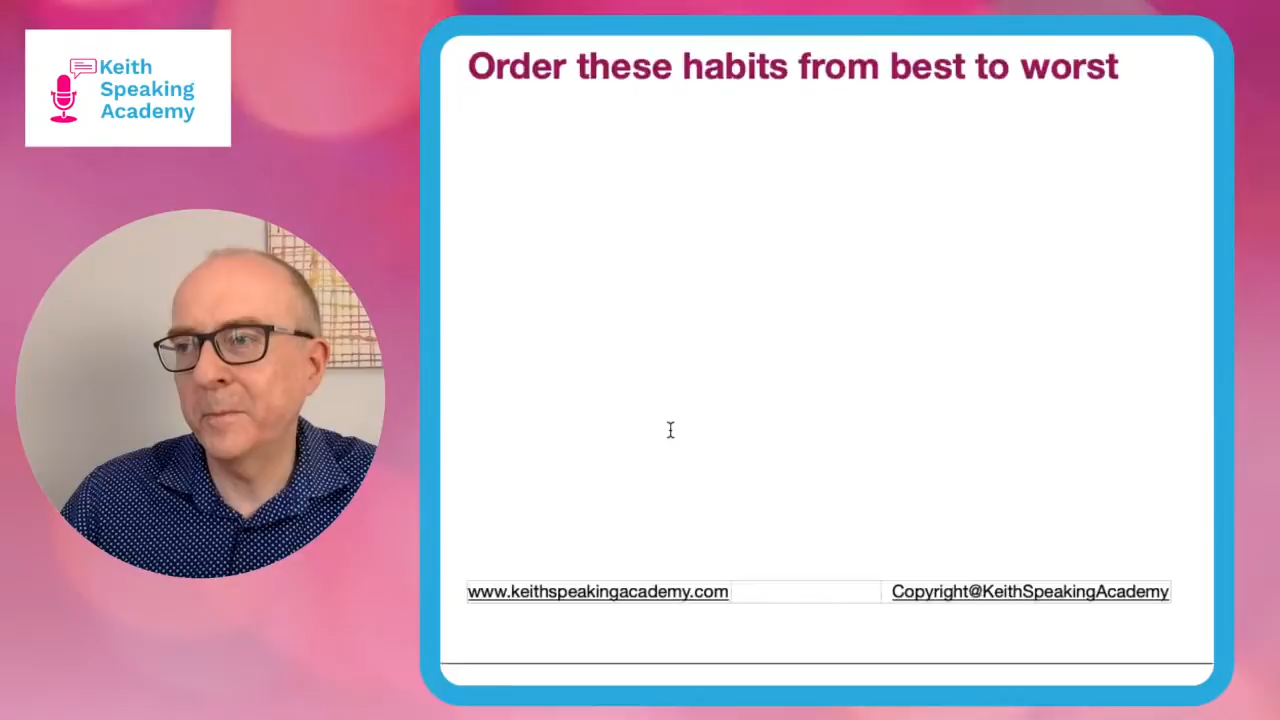 Keith
Speaking
Academy
Order these habits from best to worst
www.keithspeakingacademy.com
Copyright@KeithSpeakingAcademy